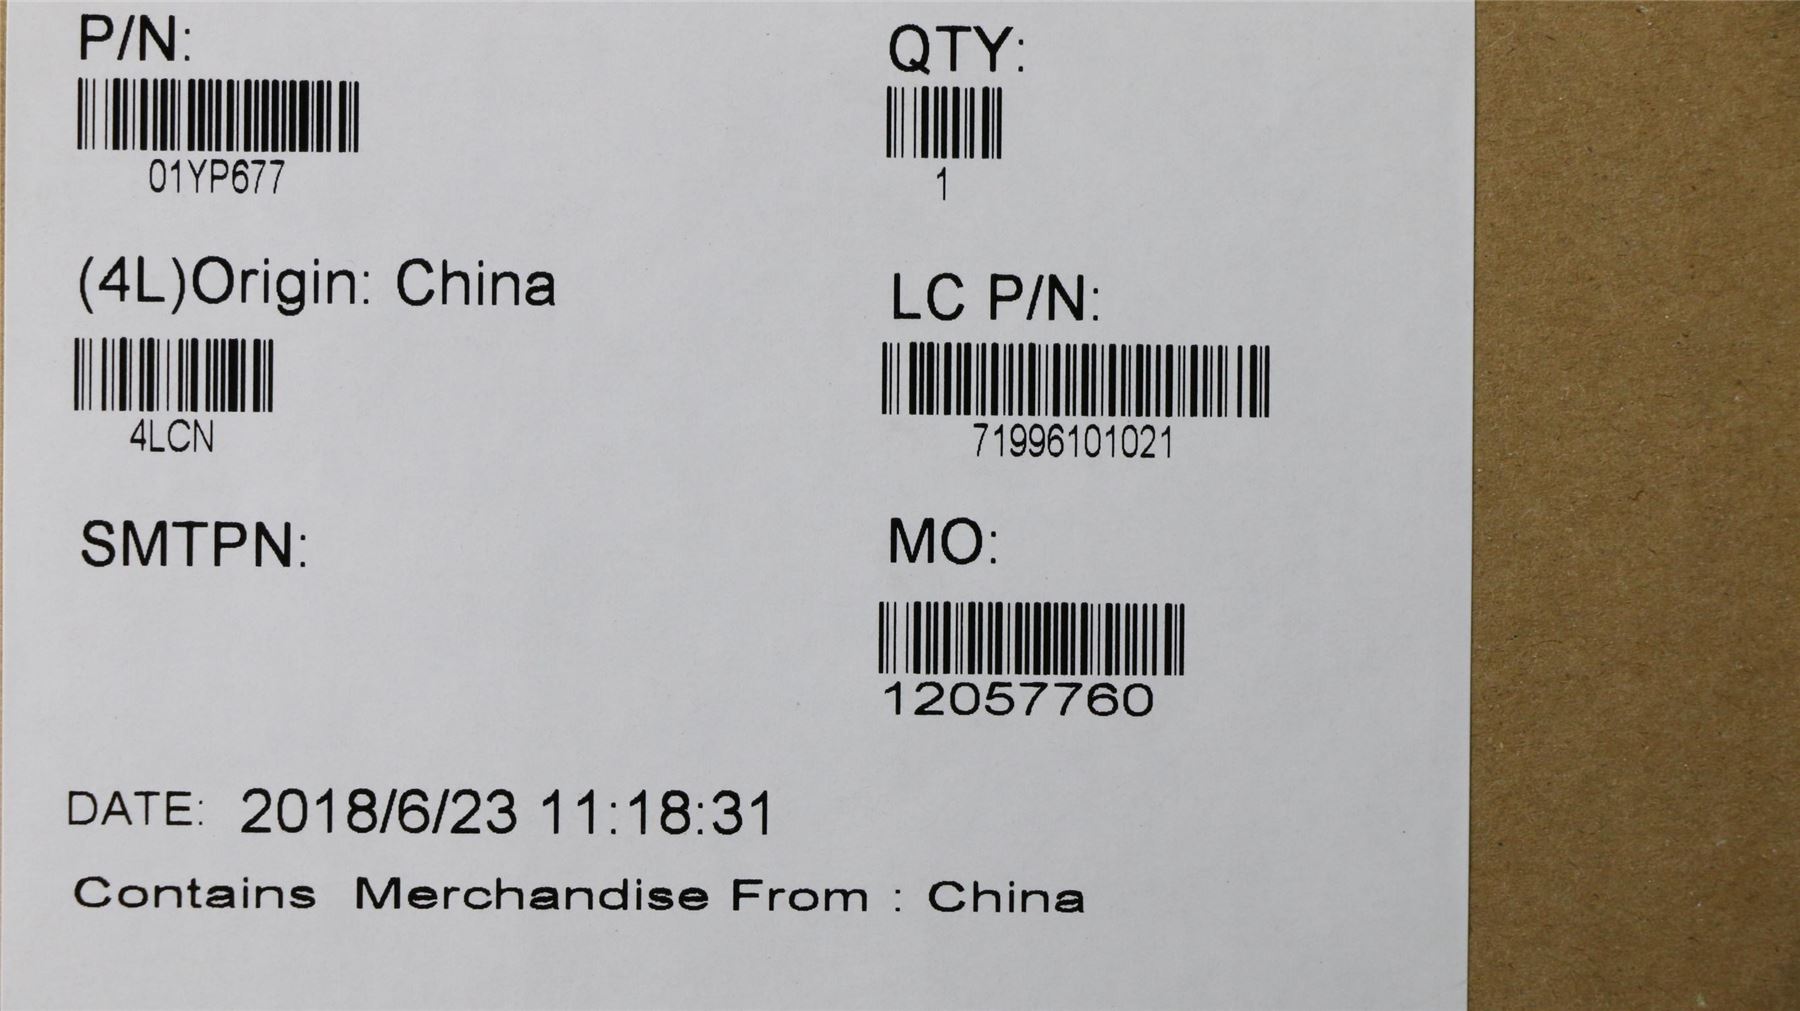 P/N:
01YP677
QTY:
1
(4L)Origin: China
4LCN
LC P/N:
71996101021
SMTPN:
MO:
12057760
DATE: 2018/6/23 11:18:31
Contains Merchandise From : China